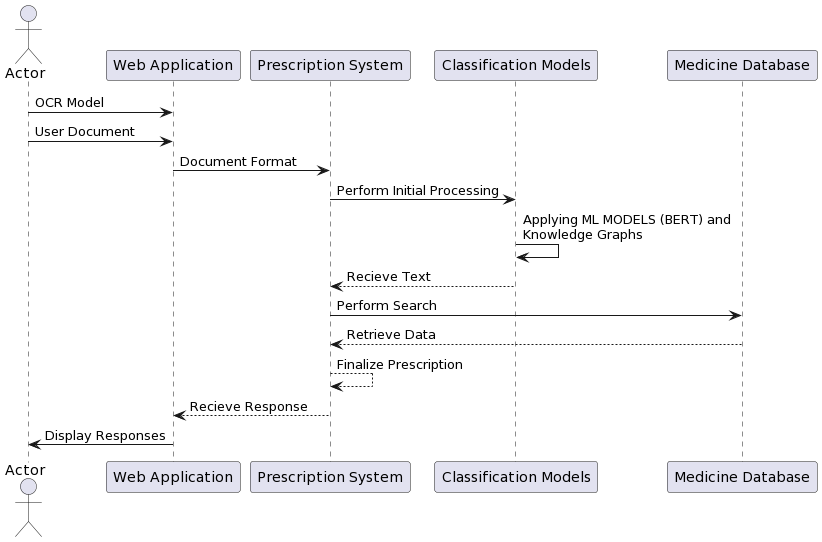 Actor
Web Application
Prescription System
Classification Models
Medicine Database
OCR Model
User Document
Document Format
Perform Initial Processing
Applying ML MODELS (BERT) and
Knowledge Graphs
Recieve Text
Perform Search
Retrieve Data
Finalize Prescription
Recieve Response
Display Responses
Actor
Web Application
Prescription System
Classification Models
Medicine Database